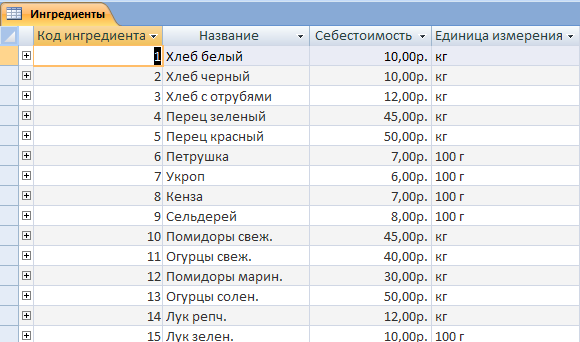 Ингредиенты
Код ингредиента Название Себестоимость Единица измерения
1 Хлеб белый 10,00р. кг
2 Хлеб черный 10,00р. кг
3 Хлеб с отрубями 12,00р. кг
4 Перец зеленый 45,00р. кг
5 Перец красный 50,00р. кг
6 Петрушка 7,00р. 100 г
7 Укроп 6,00р. 100 г
8 Кенза 7,00р. 100 г
9 Сельдерей 8,00р. 100 г
10 Помидоры свеж. 45,00р. кг
11 Огурцы свеж. 40,00р. кг
12 Помидоры марин. 30,00р. кг
13 Огурцы солен. 50,00р. кг
14 Лук репч. 12,00р. кг
15 Лук зелен. 10,00р. 100 г